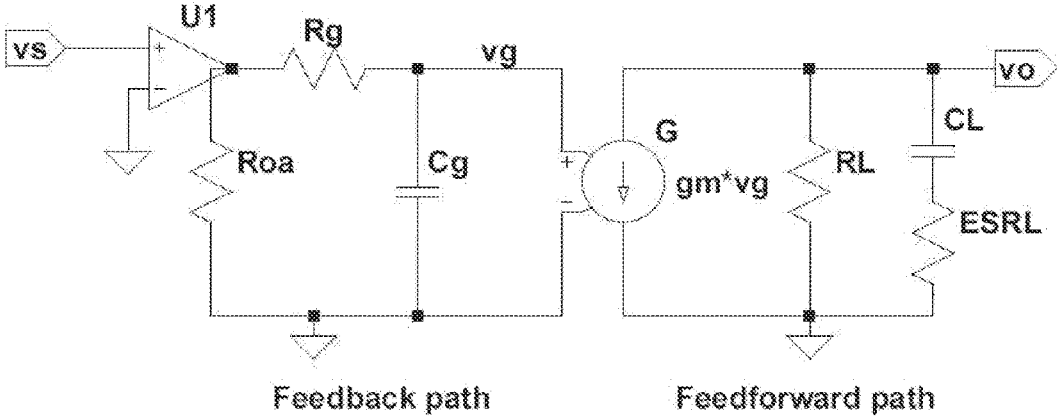 U1
vs
Rg
vg
vo
Roa
Cg
G
gm*vg
RL
CL
ESRL
+
-
+
-
Feedback path
Feedforward path